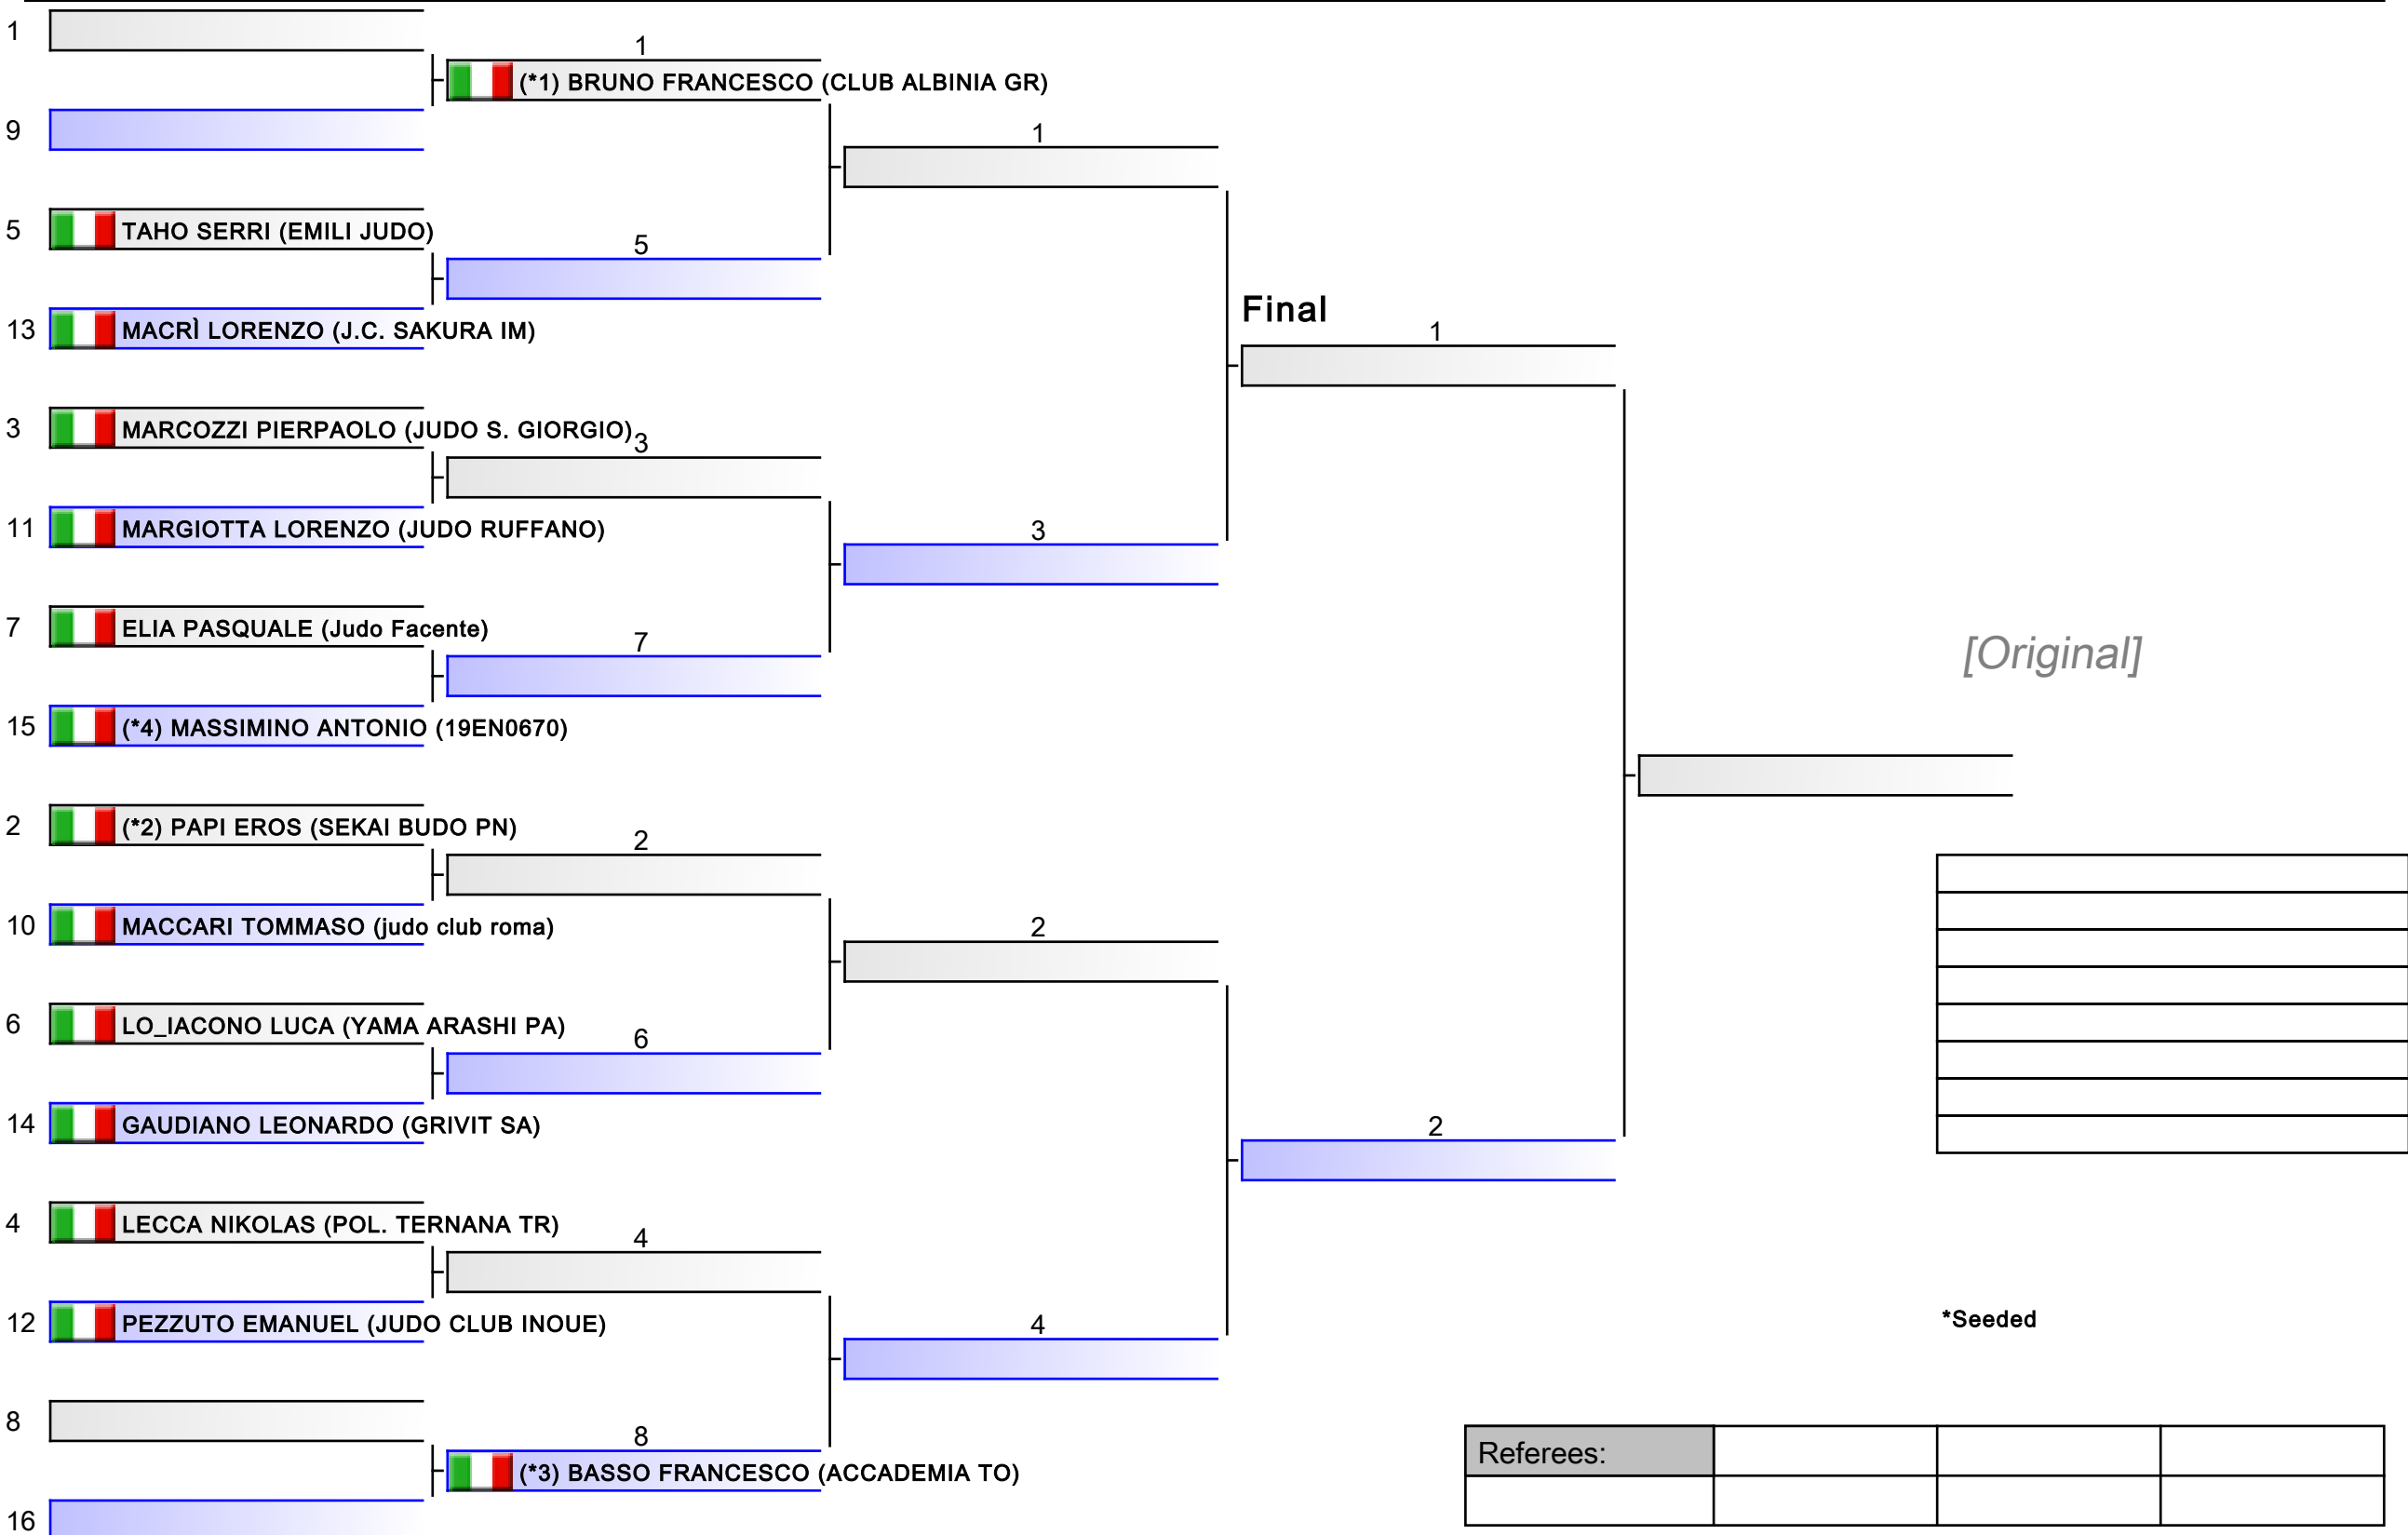 1
1
(*1) BRUNO FRANCESCO (CLUB ALBINIA GR)
9
1
5
TAHO SERRI (EMILI JUDO)
5
13
MACRÌ LORENZO (J.C. SAKURA IM)
Final
1
3
MARCOZZI PIERPAOLO (JUDO S. GIORGIO)
3
11
MARGIOTTA LORENZO (JUDO RUFFANO)
3
7
ELIA PASQUALE (Judo Facente)
7
[Original]
15
(*4) MASSIMINO ANTONIO (19EN0670)
2
(*2) PAPI EROS (SEKAI BUDO PN)
2
10
MACCARI TOMMASO (judo club roma)
2
6
LO_IACONO LUCA (YAMA ARASHI PA)
6
14
GAUDIANO LEONARDO (GRIVIT SA)
2
4
LECCA NIKOLAS (POL. TERNANA TR)
4
12
PEZZUTO EMANUEL (JUDO CLUB INOUE)
4
*Seeded
8
8
(*3) BASSO FRANCESCO (ACCADEMIA TO)
Referees:
16